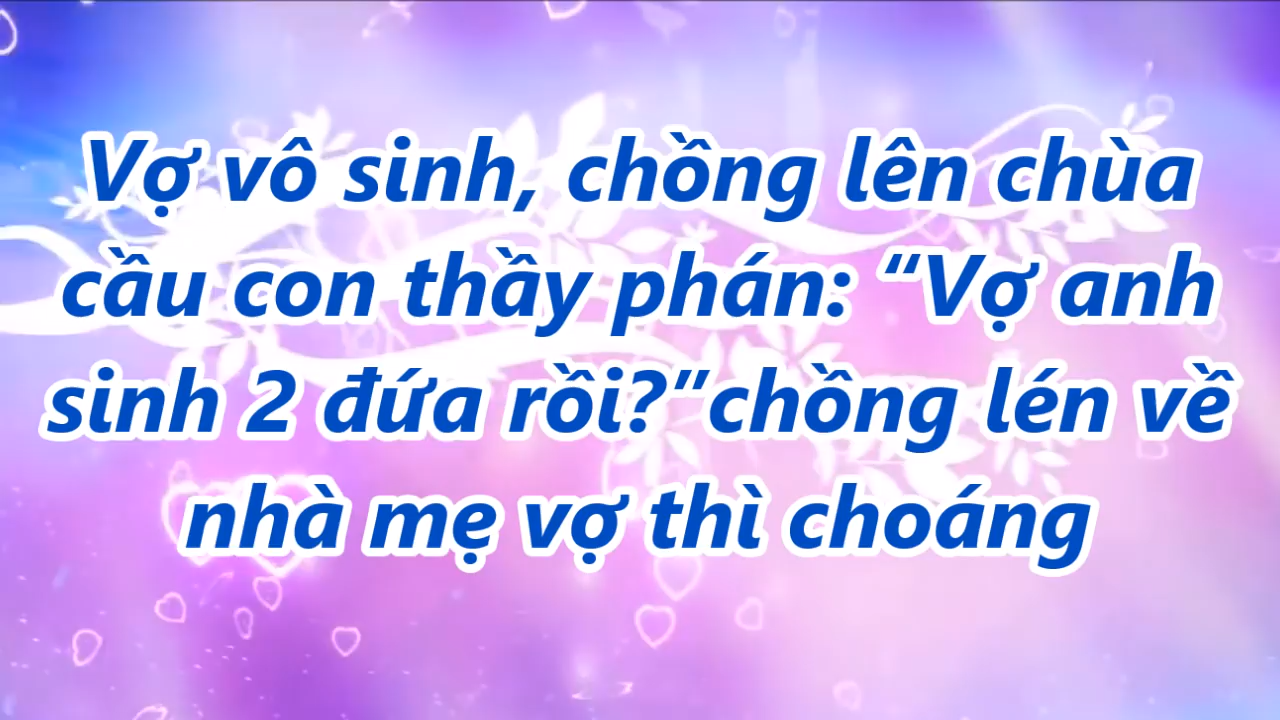 Vợ vô sinh, chồng lên chùa
cầu con thầy phán: “Vợ anh
sinh 2 đứa rồi?”chồng lén về
nhà mẹ vợ thì choáng